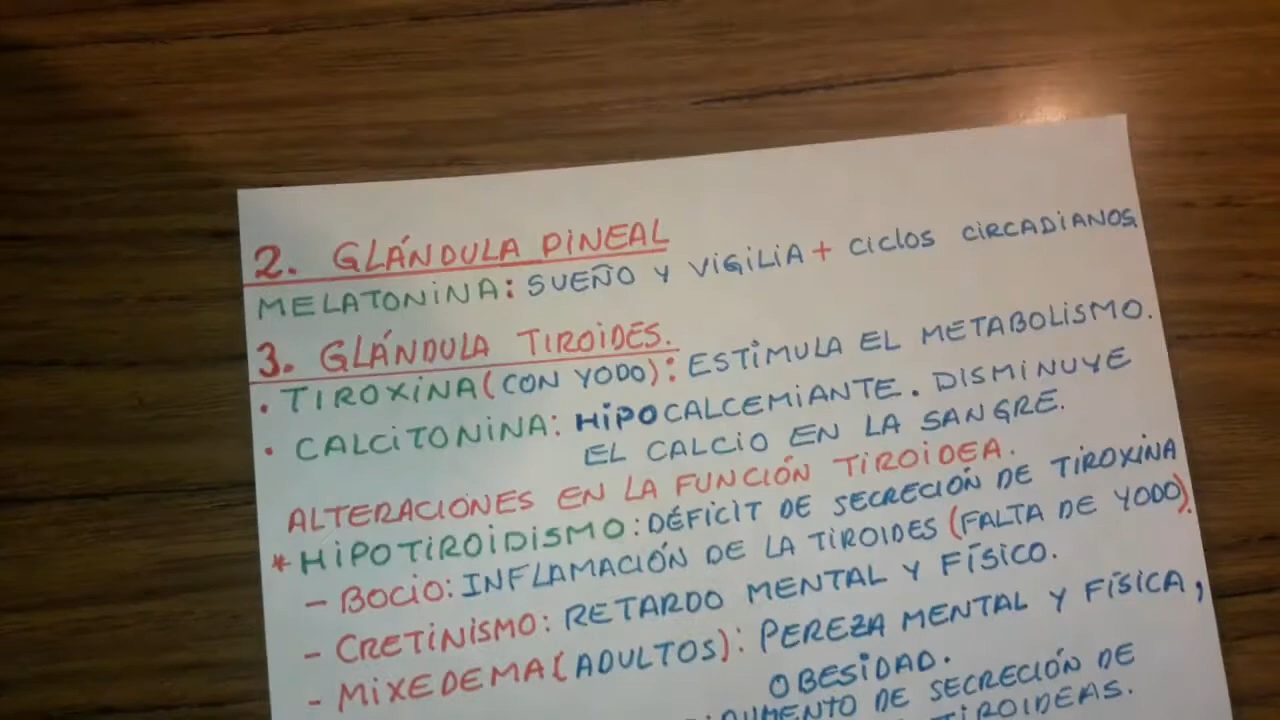 2. GLÁNDULA PINEAL
MELATONINA: SUEÑO Y VIGILIA + CICLOS CIRCADIANOS.
3. GLÁNDULA TIROIDES.
• TIROXINA (CON YODO): ESTIMULA EL METABOLISMO.
• CALCITONINA: HIPOCALCEMIANTE. DISMINUYE
EL CALCIO EN LA SANGRE.
ALTERACIONES EN LA FUNCIÓN TIROIDEA.
* HIPOTIROIDISMO: DÉFICIT DE SECRECIÓN DE TIROXINA
- BOCIO: INFLAMACIÓN DE LA TIROIDES (FALTA DE YODO).
- CRETINISMO: RETARDO MENTAL Y FÍSICO.
- MIXEDEMA (ADULTOS): PEREZA MENTAL Y FÍSICA,
OBESIDAD.
AUMENTO DE SECRECIÓN DE
TIROIDEAS.